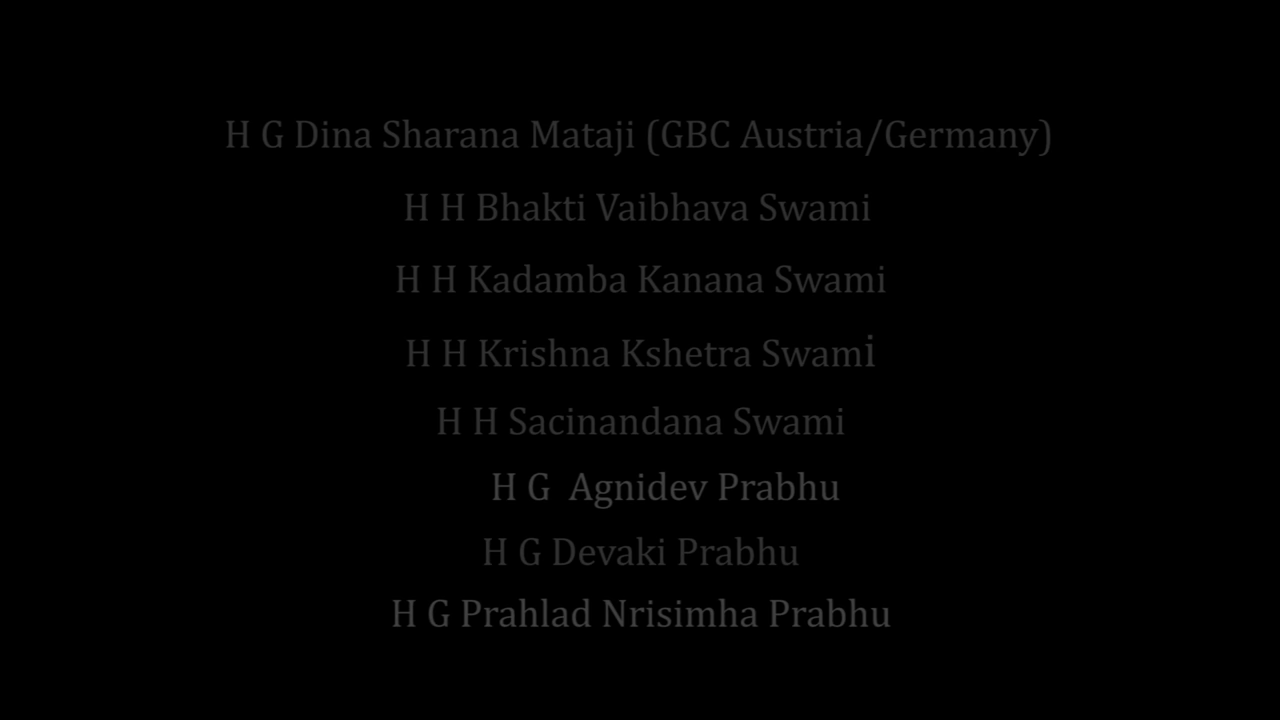 H G Dina Sharana Mataji (GBC Austria/Germany)
H H Bhakti Vaibhava Swami
H H Kadamba Kanana Swami
H H Krishna Kshetra Swami
H H Sacinandana Swami
H G  Agnidev Prabhu
H G Devaki Prabhu
H G Prahlad Nrisimha Prabhu